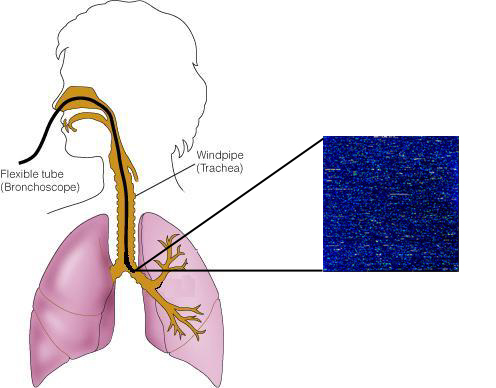 Windpipe
(Trachea)
Flexible tube
(Bronchoscope)